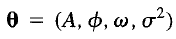 θ = (A, ϕ, ω, σ²)